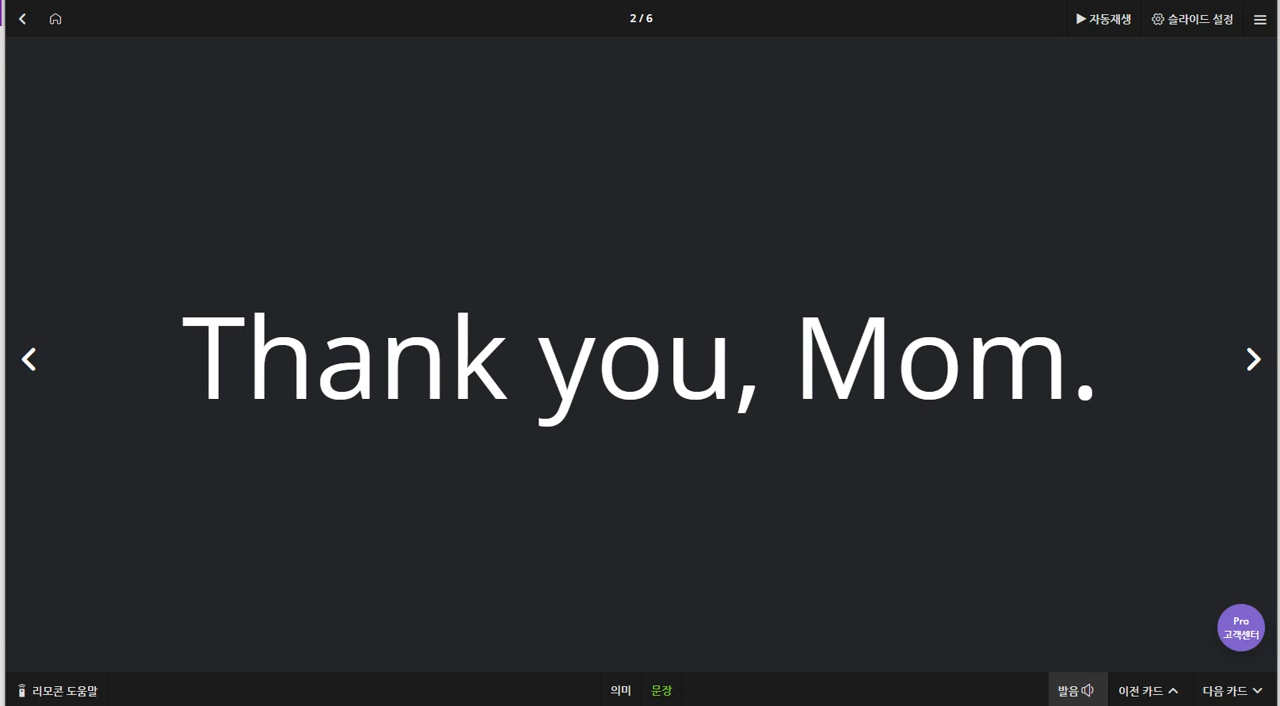 2 / 6
자동재생
슬라이드 설정
Thank you, Mom.
Pro
고객센터
리모콘 도움말
의미
문장
발음
이전 카드
다음 카드